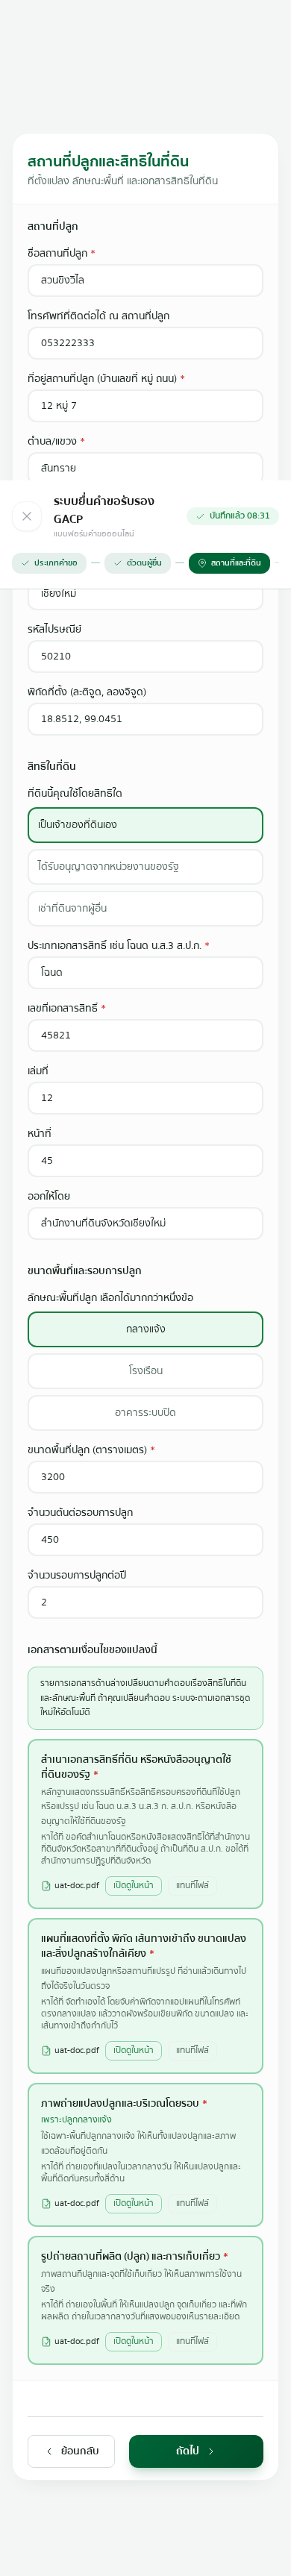 สถานที่ปลูกและสิทธิในที่ดิน
ที่ตั้งแปลง ลักษณะพื้นที่ และเอกสารสิทธิในที่ดิน
สถานที่ปลูก
ชื่อสถานที่ปลูก *
สวนขิงวิไล
โทรศัพท์ที่ติดต่อได้ ณ สถานที่ปลูก
053222333
ที่อยู่สถานที่ปลูก (บ้านเลขที่ หมู่ ถนน) *
12 หมู่ 7
ตำบล/แขวง *
สันทราย
ระบบยื่นคำขอรับรอง
GACP
แบบฟอร์มคำขอออนไลน์
บันทึกแล้ว 08:31
ประเภทคำขอ
ตัวตนผู้ยื่น
สถานที่และที่ดิน
เชียงใหม่
รหัสไปรษณีย์
50210
พิกัดที่ตั้ง (ละติจูด, ลองจิจูด)
18.8512, 99.0451
สิทธิในที่ดิน
ที่ดินนี้คุณใช้โดยสิทธิใด
เป็นเจ้าของที่ดินเอง
ได้รับอนุญาตจากหน่วยงานของรัฐ
เช่าที่ดินจากผู้อื่น
ประเภทเอกสารสิทธิ์ เช่น โฉนด น.ส.3 ส.ป.ก. *
โฉนด
เลขที่เอกสารสิทธิ์ *
45821
เล่มที่
12
หน้าที่
45
ออกให้โดย
สำนักงานที่ดินจังหวัดเชียงใหม่
ขนาดพื้นที่และรอบการปลูก
ลักษณะพื้นที่ปลูก เลือกได้มากกว่าหนึ่งข้อ
กลางแจ้ง
โรงเรือน
อาคารระบบปิด
ขนาดพื้นที่ปลูก (ตารางเมตร) *
3200
จำนวนต้นต่อรอบการปลูก
450
จำนวนรอบการปลูกต่อปี
2
เอกสารตามเงื่อนไขของแปลงนี้
รายการเอกสารด้านล่างเปลี่ยนตามคำตอบเรื่องสิทธิในที่ดิน
และลักษณะพื้นที่ ถ้าคุณเปลี่ยนคำตอบ ระบบจะถามเอกสารชุด
ใหม่ให้อัตโนมัติ
สำเนาเอกสารสิทธิ์ที่ดิน หรือหนังสืออนุญาตใช้
ที่ดินของรัฐ *
หลักฐานแสดงกรรมสิทธิ์หรือสิทธิครอบครองที่ดินที่ใช้ปลูก
หรือแปรรูป เช่น โฉนด น.ส.3 น.ส.3 ก. ส.ป.ก. หรือหนังสือ
อนุญาตให้ใช้ที่ดินของรัฐ
หาได้ที่ ขอคัดสำเนาโฉนดหรือหนังสือแสดงสิทธิ์ได้ที่สำนักงาน
ที่ดินจังหวัดหรือสาขาที่ที่ดินตั้งอยู่ ถ้าเป็นที่ดิน ส.ป.ก. ขอได้ที่
สำนักงานการปฏิรูปที่ดินจังหวัด
uat-doc.pdf
เปิดดูในหน้า
แทนที่ไฟล์
แผนที่แสดงที่ตั้ง พิกัด เส้นทางเข้าถึง ขนาดแปลง
และสิ่งปลูกสร้างใกล้เคียง *
แผนที่ของแปลงปลูกหรือสถานที่แปรรูป ที่อ่านแล้วเดินทางไป
ถึงได้จริงในวันตรวจ
หาได้ที่ จัดทำเองได้ โดยจับค่าพิกัดจากแอปแผนที่ในโทรศัพท์
ตรงกลางแปลง แล้ววาดผังพร้อมเขียนพิกัด ขนาดแปลง และ
เส้นทางเข้าถึงกำกับไว้
uat-doc.pdf
เปิดดูในหน้า
แทนที่ไฟล์
ภาพถ่ายแปลงปลูกและบริเวณโดยรอบ *
เพราะปลูกกลางแจ้ง
ใช้เฉพาะพื้นที่ปลูกกลางแจ้ง ให้เห็นทั้งแปลงปลูกและสภาพ
แวดล้อมที่อยู่ติดกัน
หาได้ที่ ถ่ายเองที่แปลงในเวลากลางวัน ให้เห็นแปลงปลูกและ
พื้นที่ติดกันครบทั้งสี่ด้าน
uat-doc.pdf
เปิดดูในหน้า
แทนที่ไฟล์
รูปถ่ายสถานที่ผลิต (ปลูก) และการเก็บเกี่ยว *
ภาพสถานที่ปลูกและจุดที่ใช้เก็บเกี่ยว ให้เห็นสภาพการใช้งาน
จริง
หาได้ที่ ถ่ายเองในพื้นที่ ให้เห็นแปลงปลูก จุดเก็บเกี่ยว และที่พัก
ผลผลิต ถ่ายในเวลากลางวันที่แสงพอมองเห็นรายละเอียด
uat-doc.pdf
เปิดดูในหน้า
แทนที่ไฟล์
ย้อนกลับ
ถัดไป